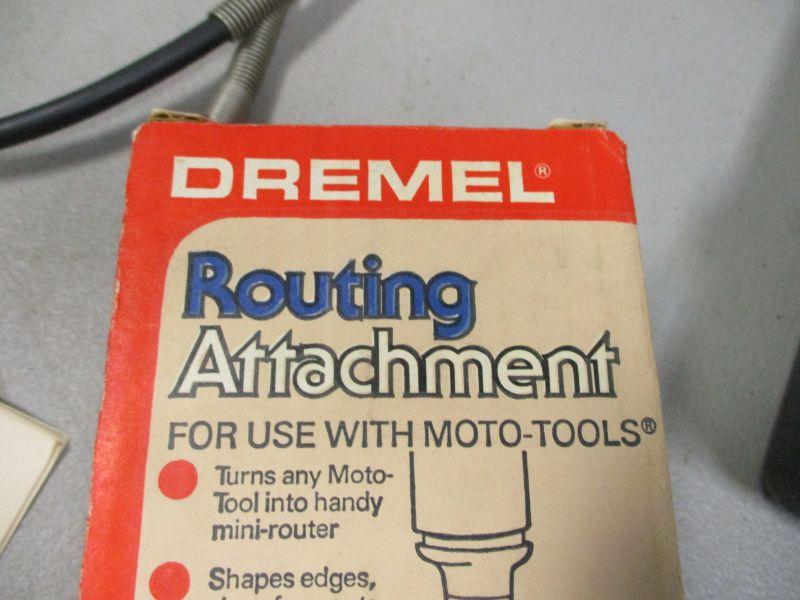 DREMEL®
Routing
Attachment
FOR USE WITH MOTO-TOOLS®
Turns any Moto-
Tool into handy
mini-router
Shapes edges,